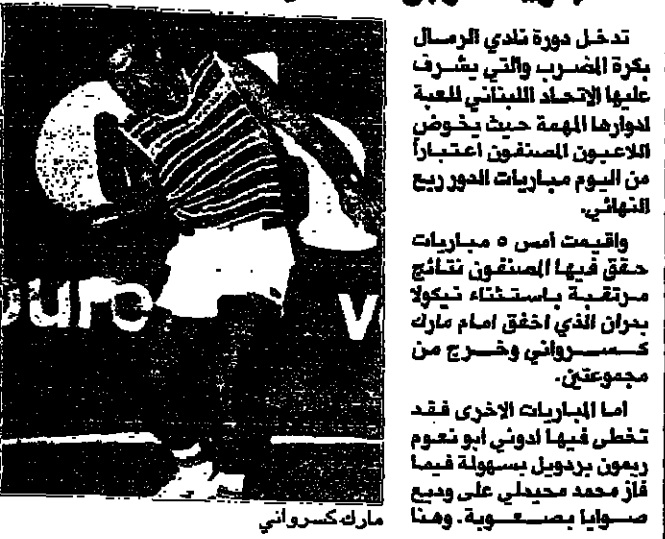 تدخل دورة نادي الرمال
بكرة المضرب والتي يشرف
عليها الاتحاد اللبناني للعبة
ادوارها المهمة حيث يخوض
اللاعبون المصنفون اعتباراً
من اليوم مباريات الدور ربع
النهائي.
واقيمت أمس ٥ مباريات
حقق فيها المصنفون نتائج
مرتقبة باستثناء نيكولا
بدران الذي اخفق امام مارك
كسرواني وخرج من
مجموعتين.
اما المباريات الاخرى فقد
تخطى فيها ادوني ابو نعوم
ريمون بردويل بسهولة فيما
فاز محمد محيدلي على وديع
صوايا بصعوبة. وهنا
مارك كسرواني